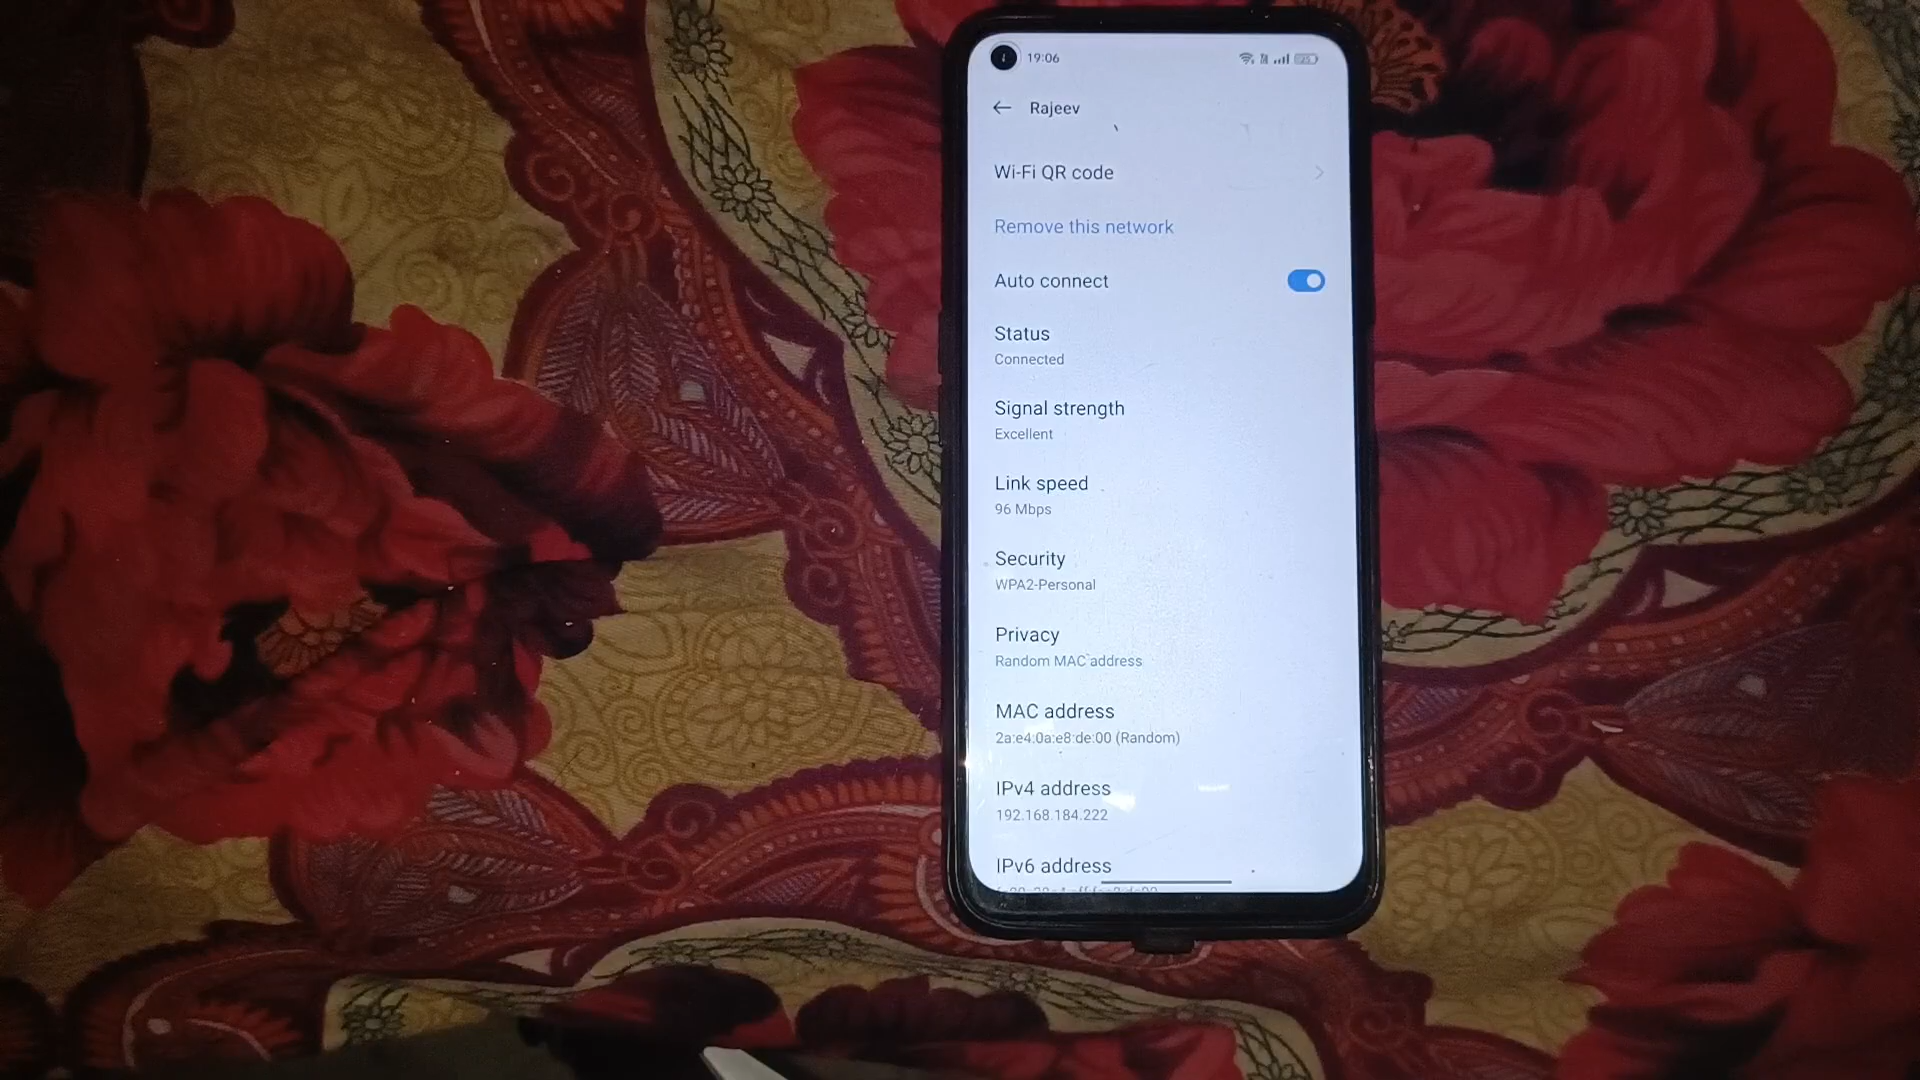 19:06
Rajeev
Wi-Fi QR code
Remove this network
Auto connect
Status
Connected
Signal strength
Excellent
Link speed
96 Mbps
Security
WPA2-Personal
Privacy
Random MAC address
MAC address
2a:e4:0a:e8:de:00 (Random)
IPv4 address
192.168.184.222
IPv6 address